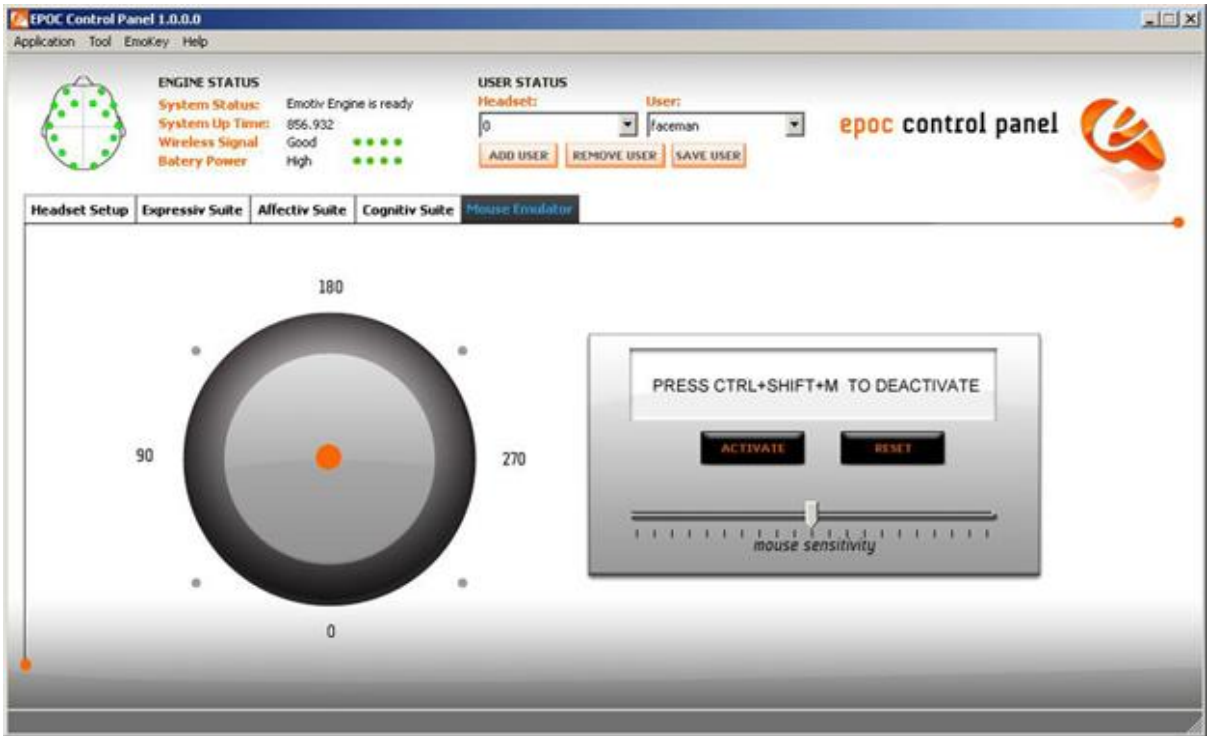 EPOC Control Panel 1.0.0.0
Application Tool EmoKey Help
ENGINE STATUS
System Status: Emotiv Engine is ready
System Up Time: 856.932
Wireless Signal Good
Batery Power High
USER STATUS
Headset: User:
0 faceman
ADD USER REMOVE USER SAVE USER
epoc control panel
Headset Setup Expressiv Suite Affectiv Suite Cognitiv Suite Mouse Emulator
180
90
270
0
PRESS CTRL+SHIFT+M TO DEACTIVATE
ACTIVATE RESET
mouse sensitivity